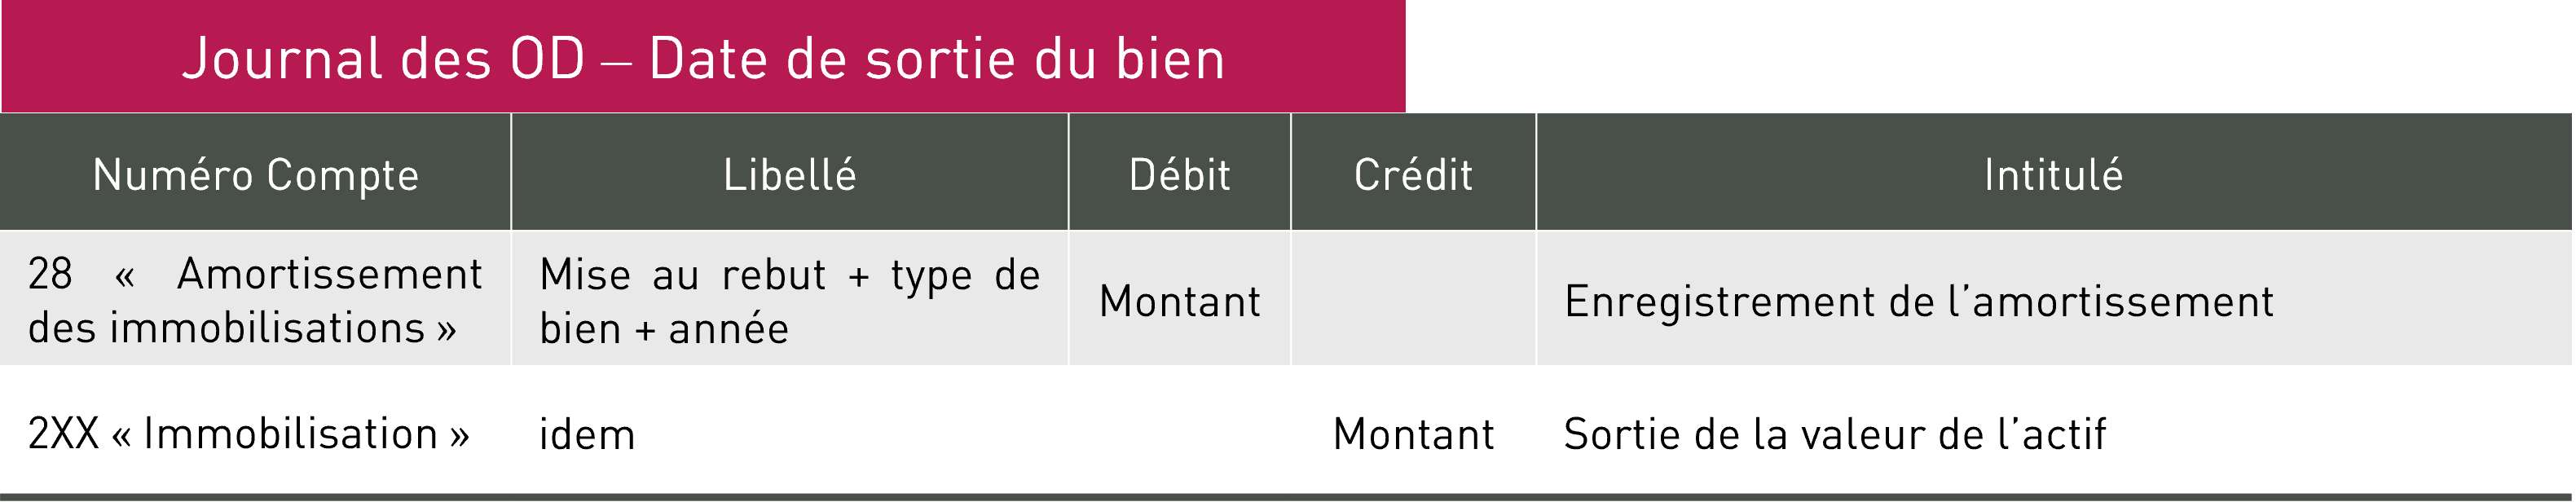 Journal des OD – Date de sortie du bien
Numéro Compte Libellé Débit Crédit Intitulé
28 « Amortissement des immobilisations » Mise au rebut + type de bien + année Montant Enregistrement de l’amortissement
2XX « Immobilisation » idem Montant Sortie de la valeur de l’actif